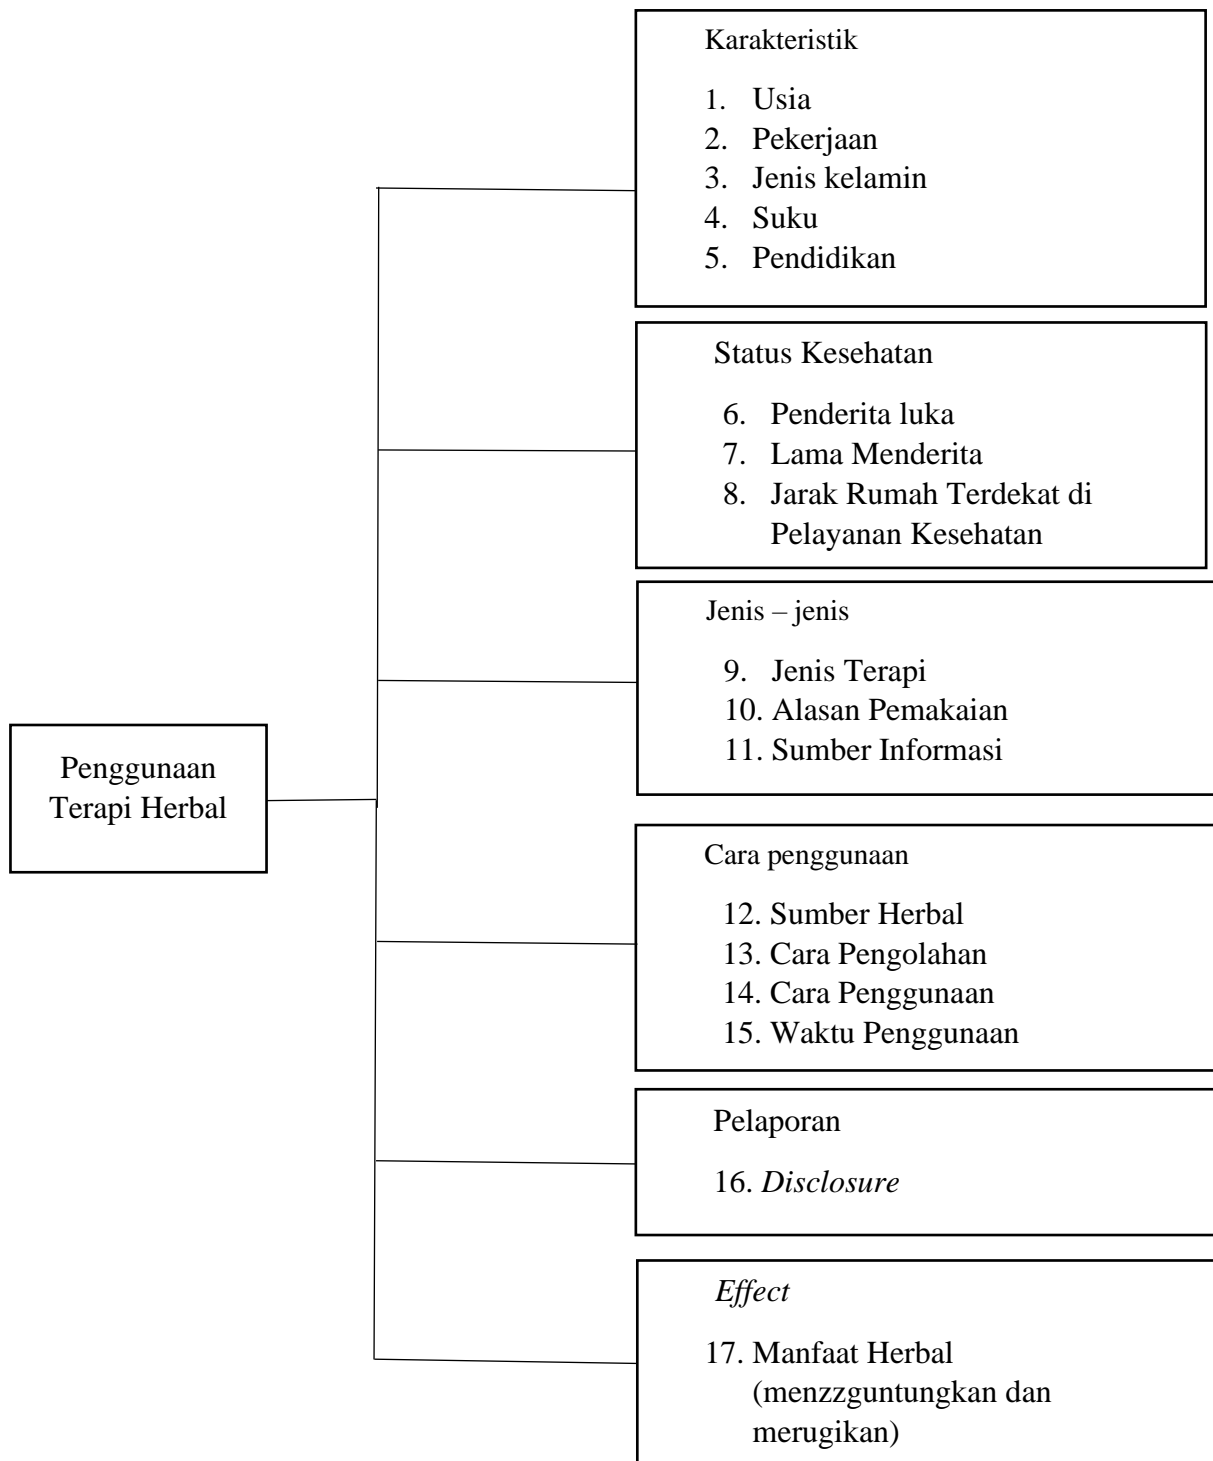 Karakteristik
1. Usia
2. Pekerjaan
3. Jenis kelamin
4. Suku
5. Pendidikan
Status Kesehatan
6. Penderita luka
7. Lama Menderita
8. Jarak Rumah Terdekat di
Pelayanan Kesehatan
Jenis – jenis
9. Jenis Terapi
10. Alasan Pemakaian
11. Sumber Informasi
Penggunaan
Terapi Herbal
Cara penggunaan
12. Sumber Herbal
13. Cara Pengolahan
14. Cara Penggunaan
15. Waktu Penggunaan
Pelaporan
16. Disclosure
Effect
17. Manfaat Herbal
(menzzguntungkan dan
merugikan)